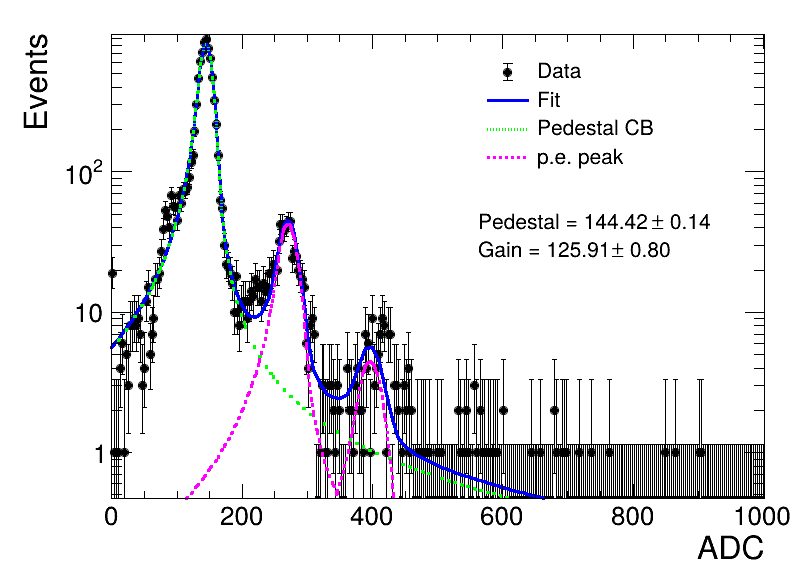 Events
Data
Fit
Pedestal CB
p.e. peak
Pedestal = 144.42 ± 0.14
Gain = 125.91 ± 0.80
10²
10
1
0 200 400 600 800 1000
ADC